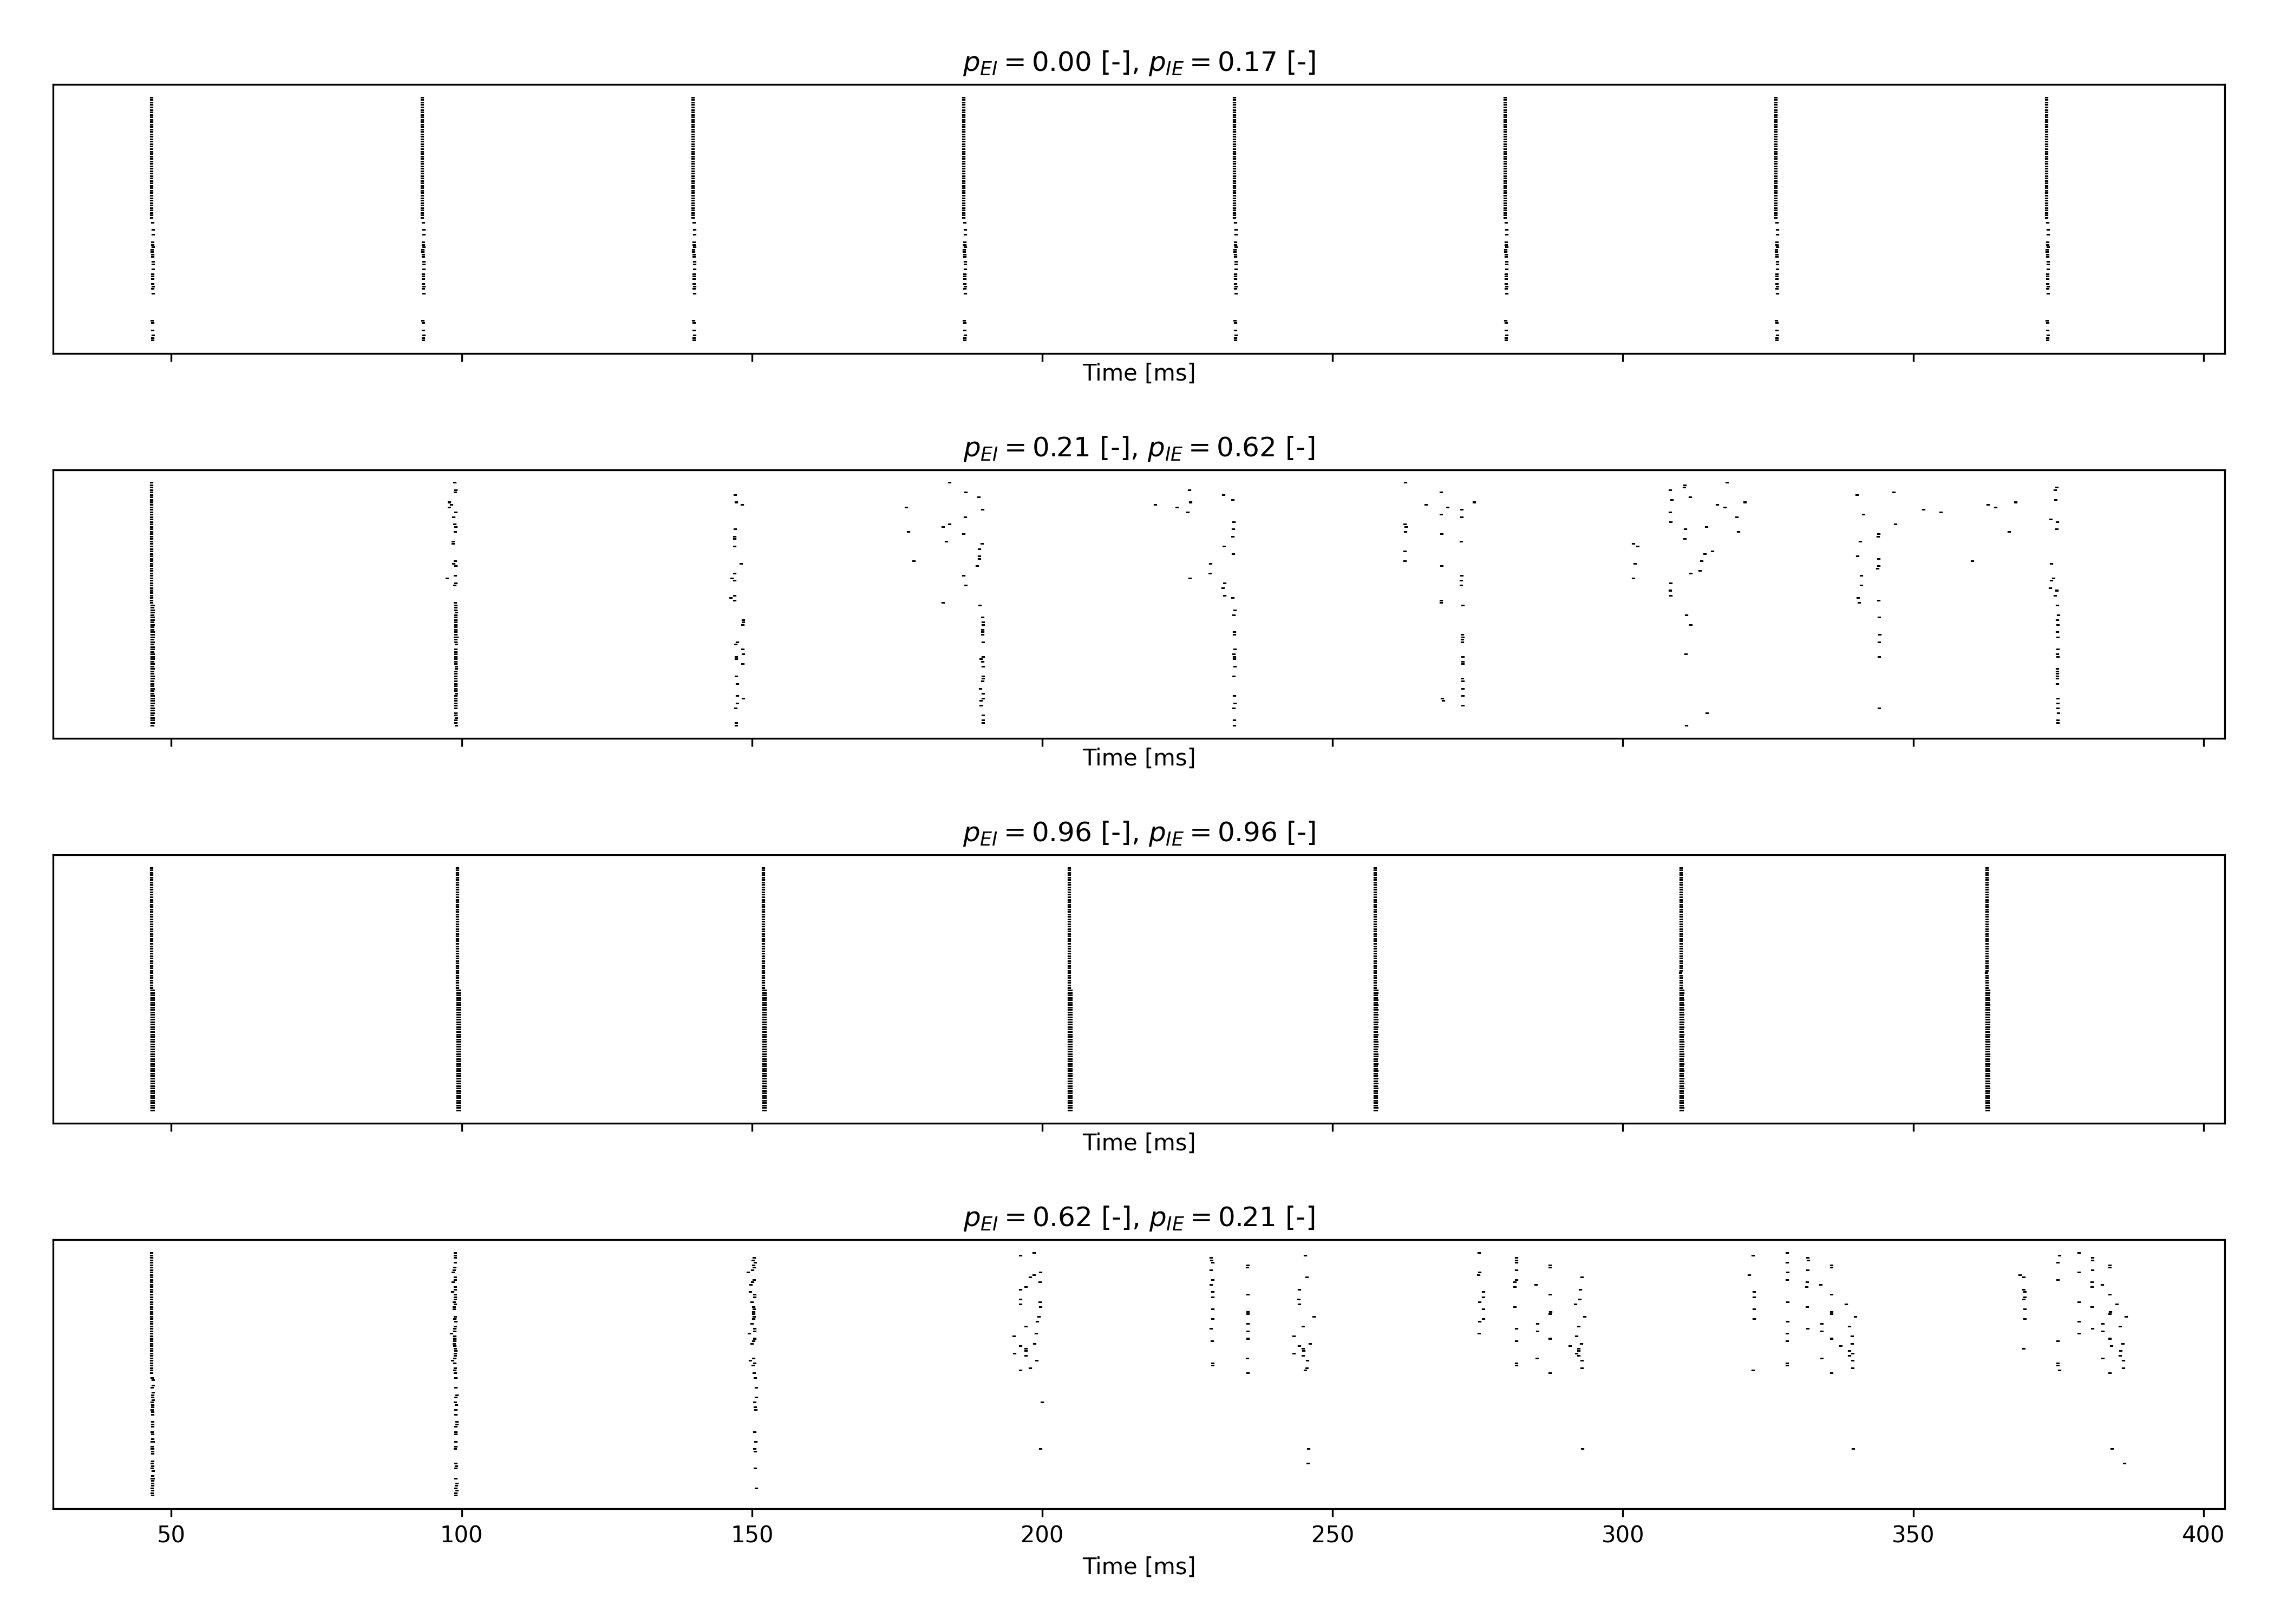 p_EI = 0.00 [-], p_IE = 0.17 [-]
Time [ms]
p_EI = 0.21 [-], p_IE = 0.62 [-]
Time [ms]
p_EI = 0.96 [-], p_IE = 0.96 [-]
Time [ms]
p_EI = 0.62 [-], p_IE = 0.21 [-]
50 100 150 200 250 300 350 400
Time [ms]